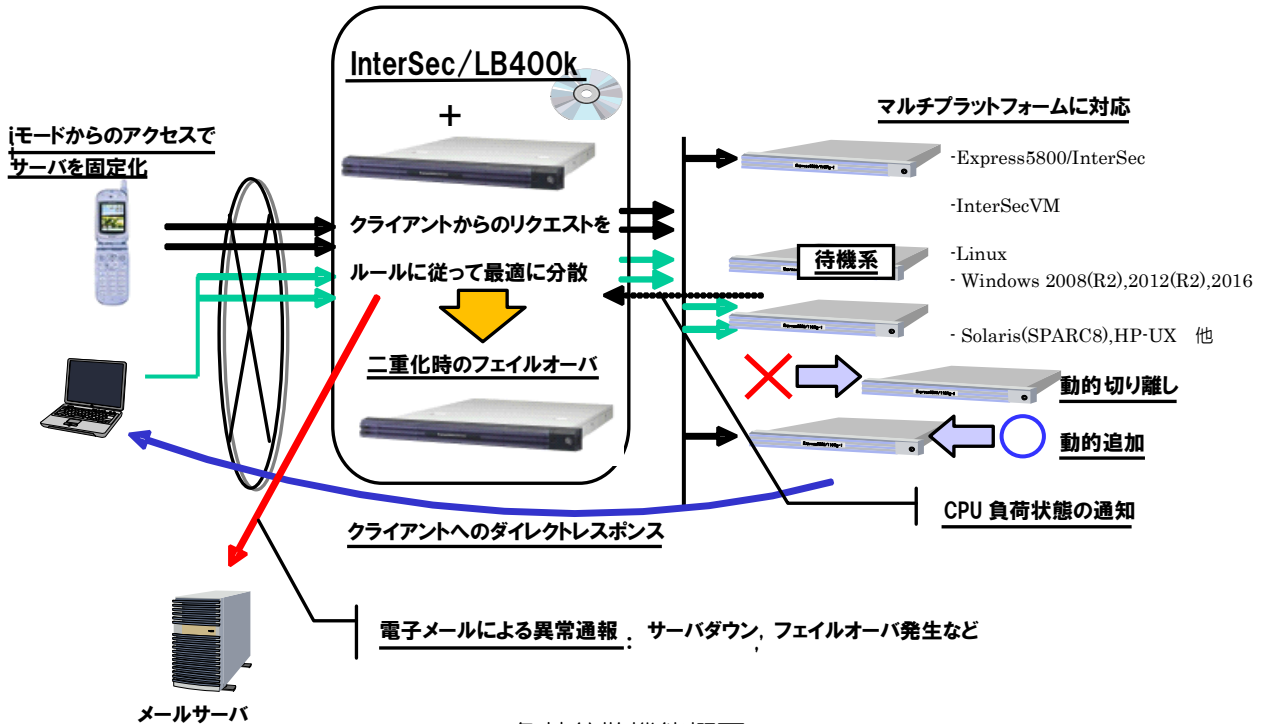 InterSec/LB400k
+
iモードからのアクセスで
サーバを固定化
クライアントからのリクエストを
ルールに従って最適に分散
二重化時のフェイルオーバ
マルチプラットフォームに対応
-Express5800/InterSec
-InterSecVM
待機系
-Linux
- Windows 2008(R2),2012(R2),2016
- Solaris(SPARC8),HP-UX 他
動的切り離し
動的追加
CPU 負荷状態の通知
クライアントへのダイレクトレスポンス
電子メールによる異常通報 : サーバダウン, フェイルオーバ発生など
メールサーバ